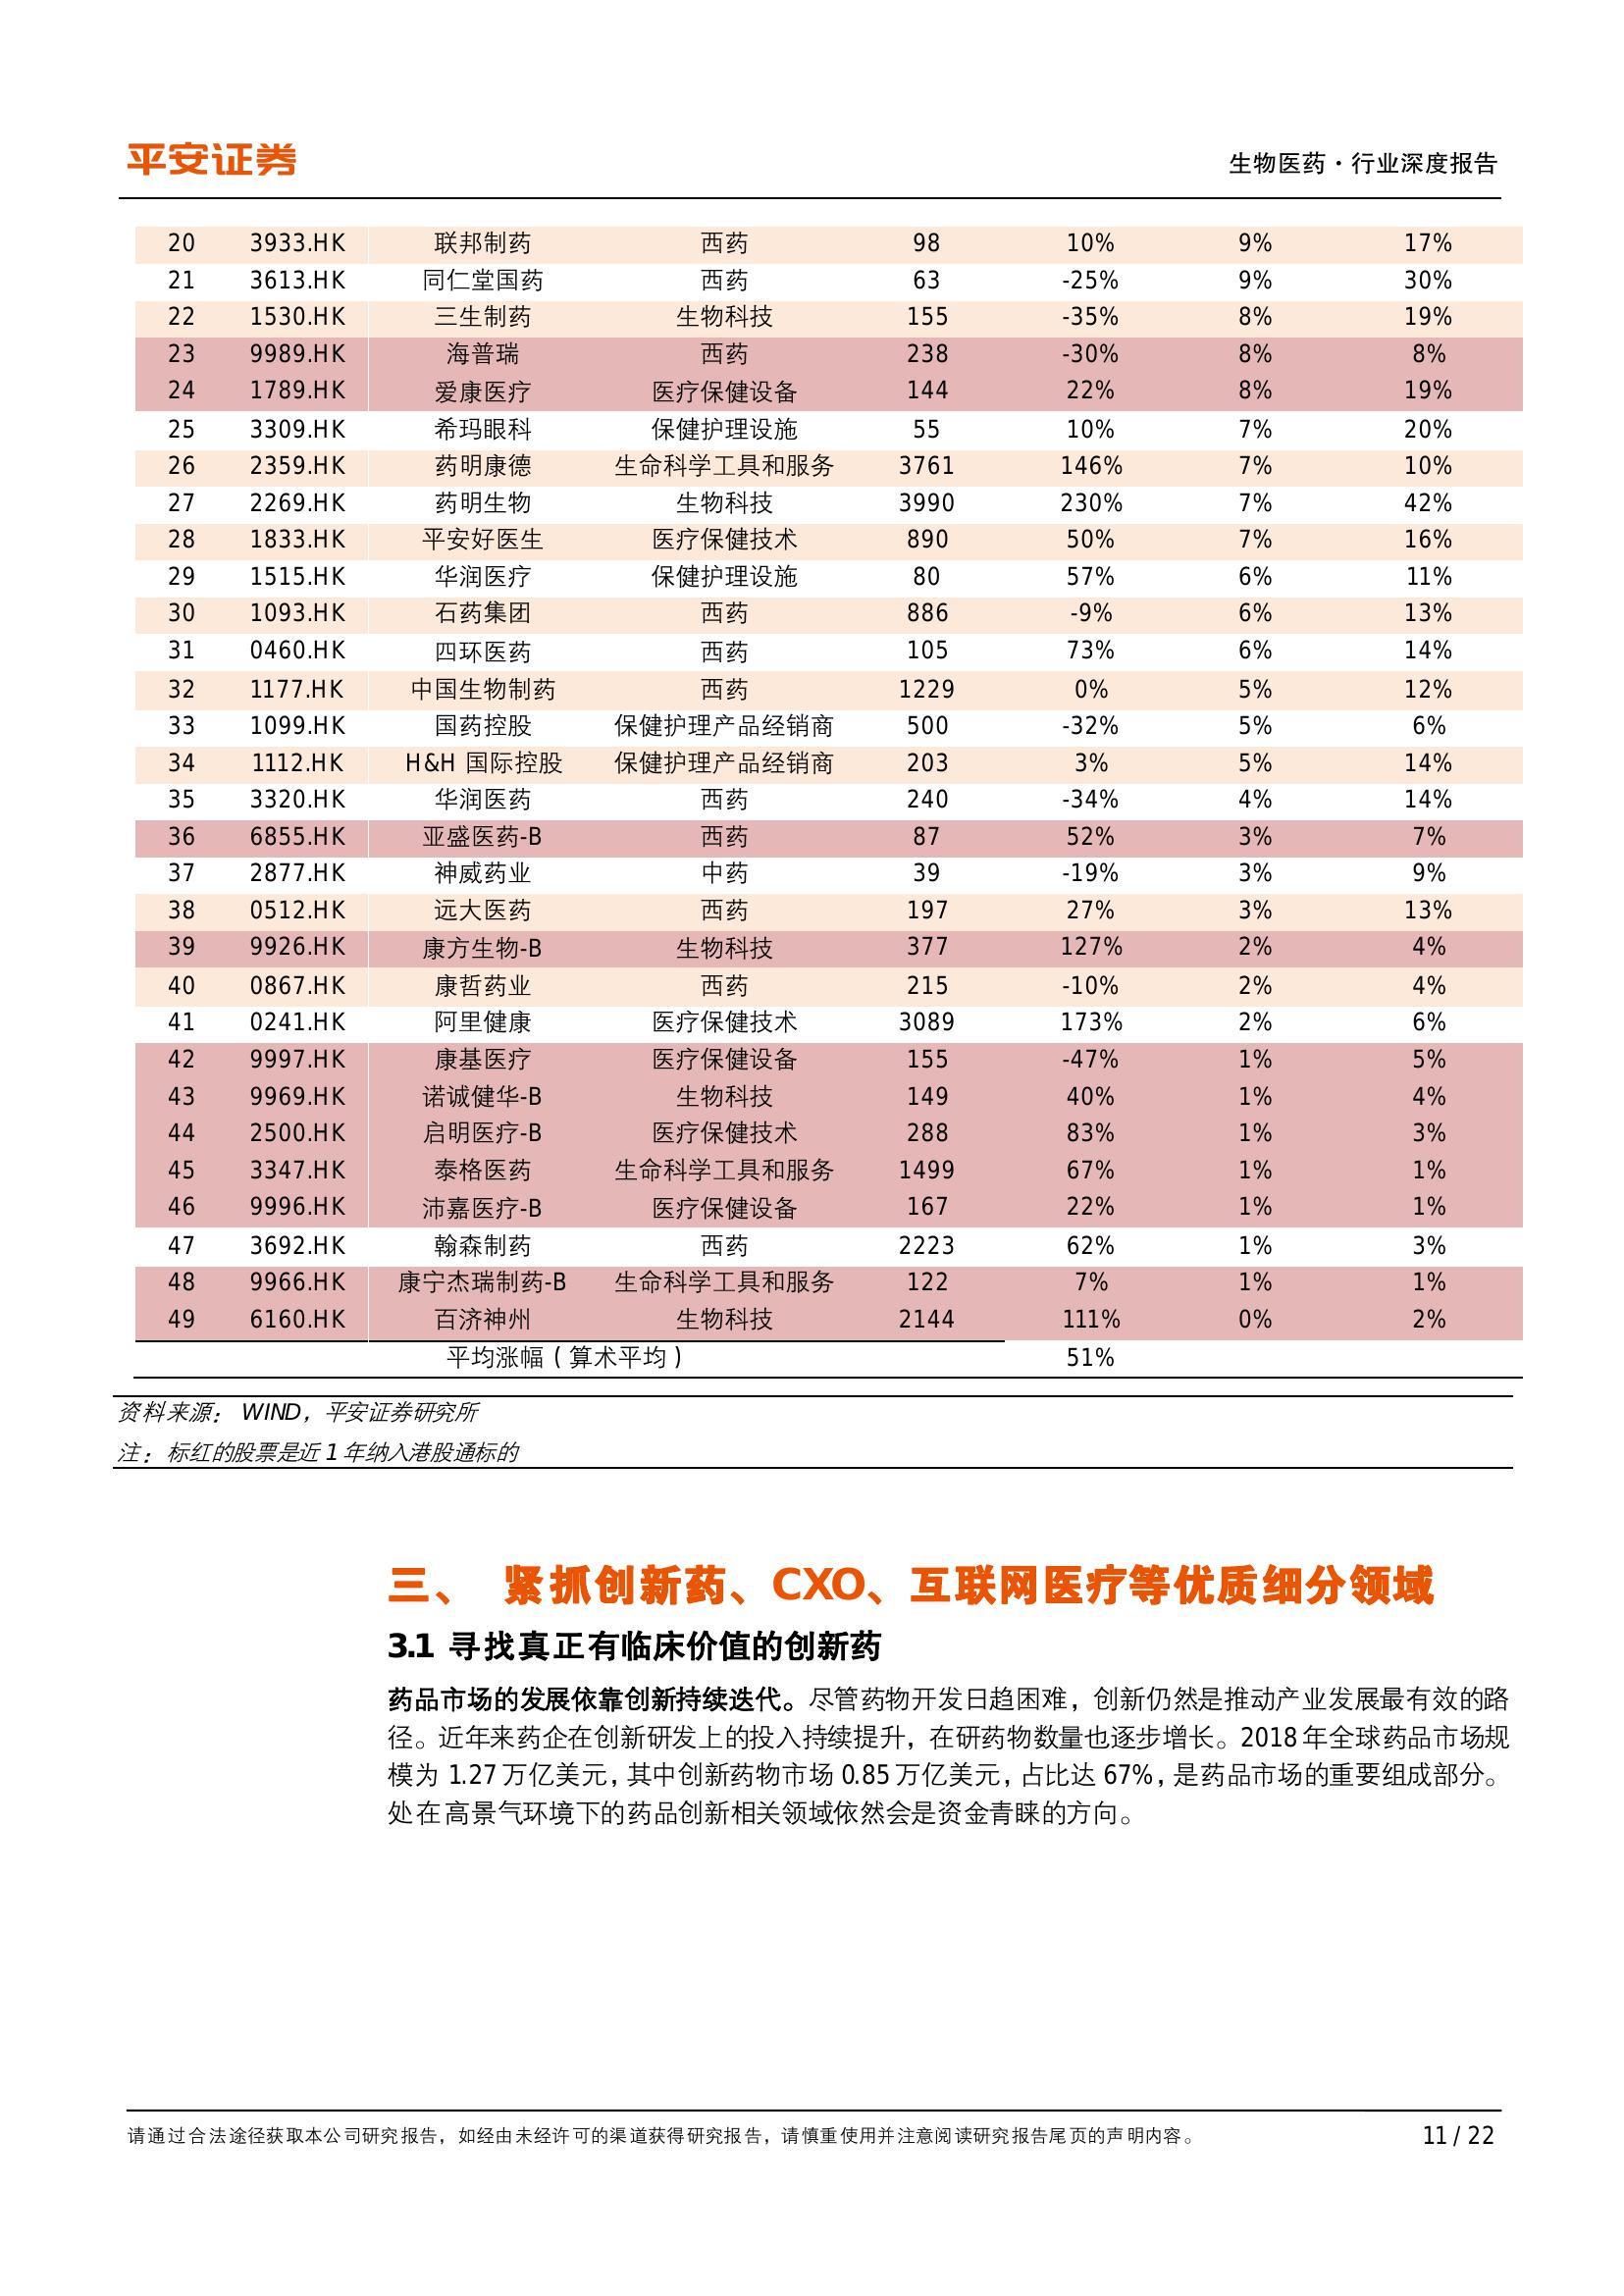 平安证券
生物医药·行业深度报告
20 3933.HK 联邦制药 西药 98 10% 9% 17%
21 3613.HK 同仁堂国药 西药 63 -25% 9% 30%
22 1530.HK 三生制药 生物科技 155 -35% 8% 19%
23 9989.HK 海普瑞 西药 238 -30% 8% 8%
24 1789.HK 爱康医疗 医疗保健设备 144 22% 8% 19%
25 3309.HK 希玛眼科 保健护理设施 55 10% 7% 20%
26 2359.HK 药明康德 生命科学工具和服务 3761 146% 7% 10%
27 2269.HK 药明生物 生物科技 3990 230% 7% 42%
28 1833.HK 平安好医生 医疗保健技术 890 50% 7% 16%
29 1515.HK 华润医疗 保健护理设施 80 57% 6% 11%
30 1093.HK 石药集团 西药 886 -9% 6% 13%
31 0460.HK 四环医药 西药 105 73% 6% 14%
32 1177.HK 中国生物制药 西药 1229 0% 5% 12%
33 1099.HK 国药控股 保健护理产品经销商 500 -32% 5% 6%
34 1112.HK H&H 国际控股 保健护理产品经销商 203 3% 5% 14%
35 3320.HK 华润医药 西药 240 -34% 4% 14%
36 6855.HK 亚盛医药-B 西药 87 52% 3% 7%
37 2877.HK 神威药业 中药 39 -19% 3% 9%
38 0512.HK 远大医药 西药 197 27% 3% 13%
39 9926.HK 康方生物-B 生物科技 377 127% 2% 4%
40 0867.HK 康哲药业 西药 215 -10% 2% 4%
41 0241.HK 阿里健康 医疗保健技术 3089 173% 2% 6%
42 9997.HK 康基医疗 医疗保健设备 155 -47% 1% 5%
43 9969.HK 诺诚健华-B 生物科技 149 40% 1% 4%
44 2500.HK 启明医疗-B 医疗保健技术 288 83% 1% 3%
45 3347.HK 泰格医药 生命科学工具和服务 1499 67% 1% 1%
46 9996.HK 沛嘉医疗-B 医疗保健设备 167 22% 1% 1%
47 3692.HK 翰森制药 西药 2223 62% 1% 3%
48 9966.HK 康宁杰瑞制药-B 生命科学工具和服务 122 7% 1% 1%
49 6160.HK 百济神州 生物科技 2144 111% 0% 2%
平均涨幅（算术平均） 51%
资料来源： WIND，平安证券研究所
注：标红的股票是近 1 年纳入港股通标的
三、 紧抓创新药、CXO、互联网医疗等优质细分领域
3.1 寻找真正有临床价值的创新药
药品市场的发展依靠创新持续迭代。尽管药物开发日趋困难，创新仍然是推动产业发展最有效的路
径。近年来药企在创新研发上的投入持续提升，在研药物数量也逐步增长。2018 年全球药品市场规
模为 1.27 万亿美元，其中创新药物市场 0.85 万亿美元，占比达 67%，是药品市场的重要组成部分。
处在高景气环境下的药品创新相关领域依然会是资金青睐的方向。
请通过合法途径获取本公司研究报告，如经由未经许可的渠道获得研究报告，请慎重使用并注意阅读研究报告尾页的声明内容。
11 / 22